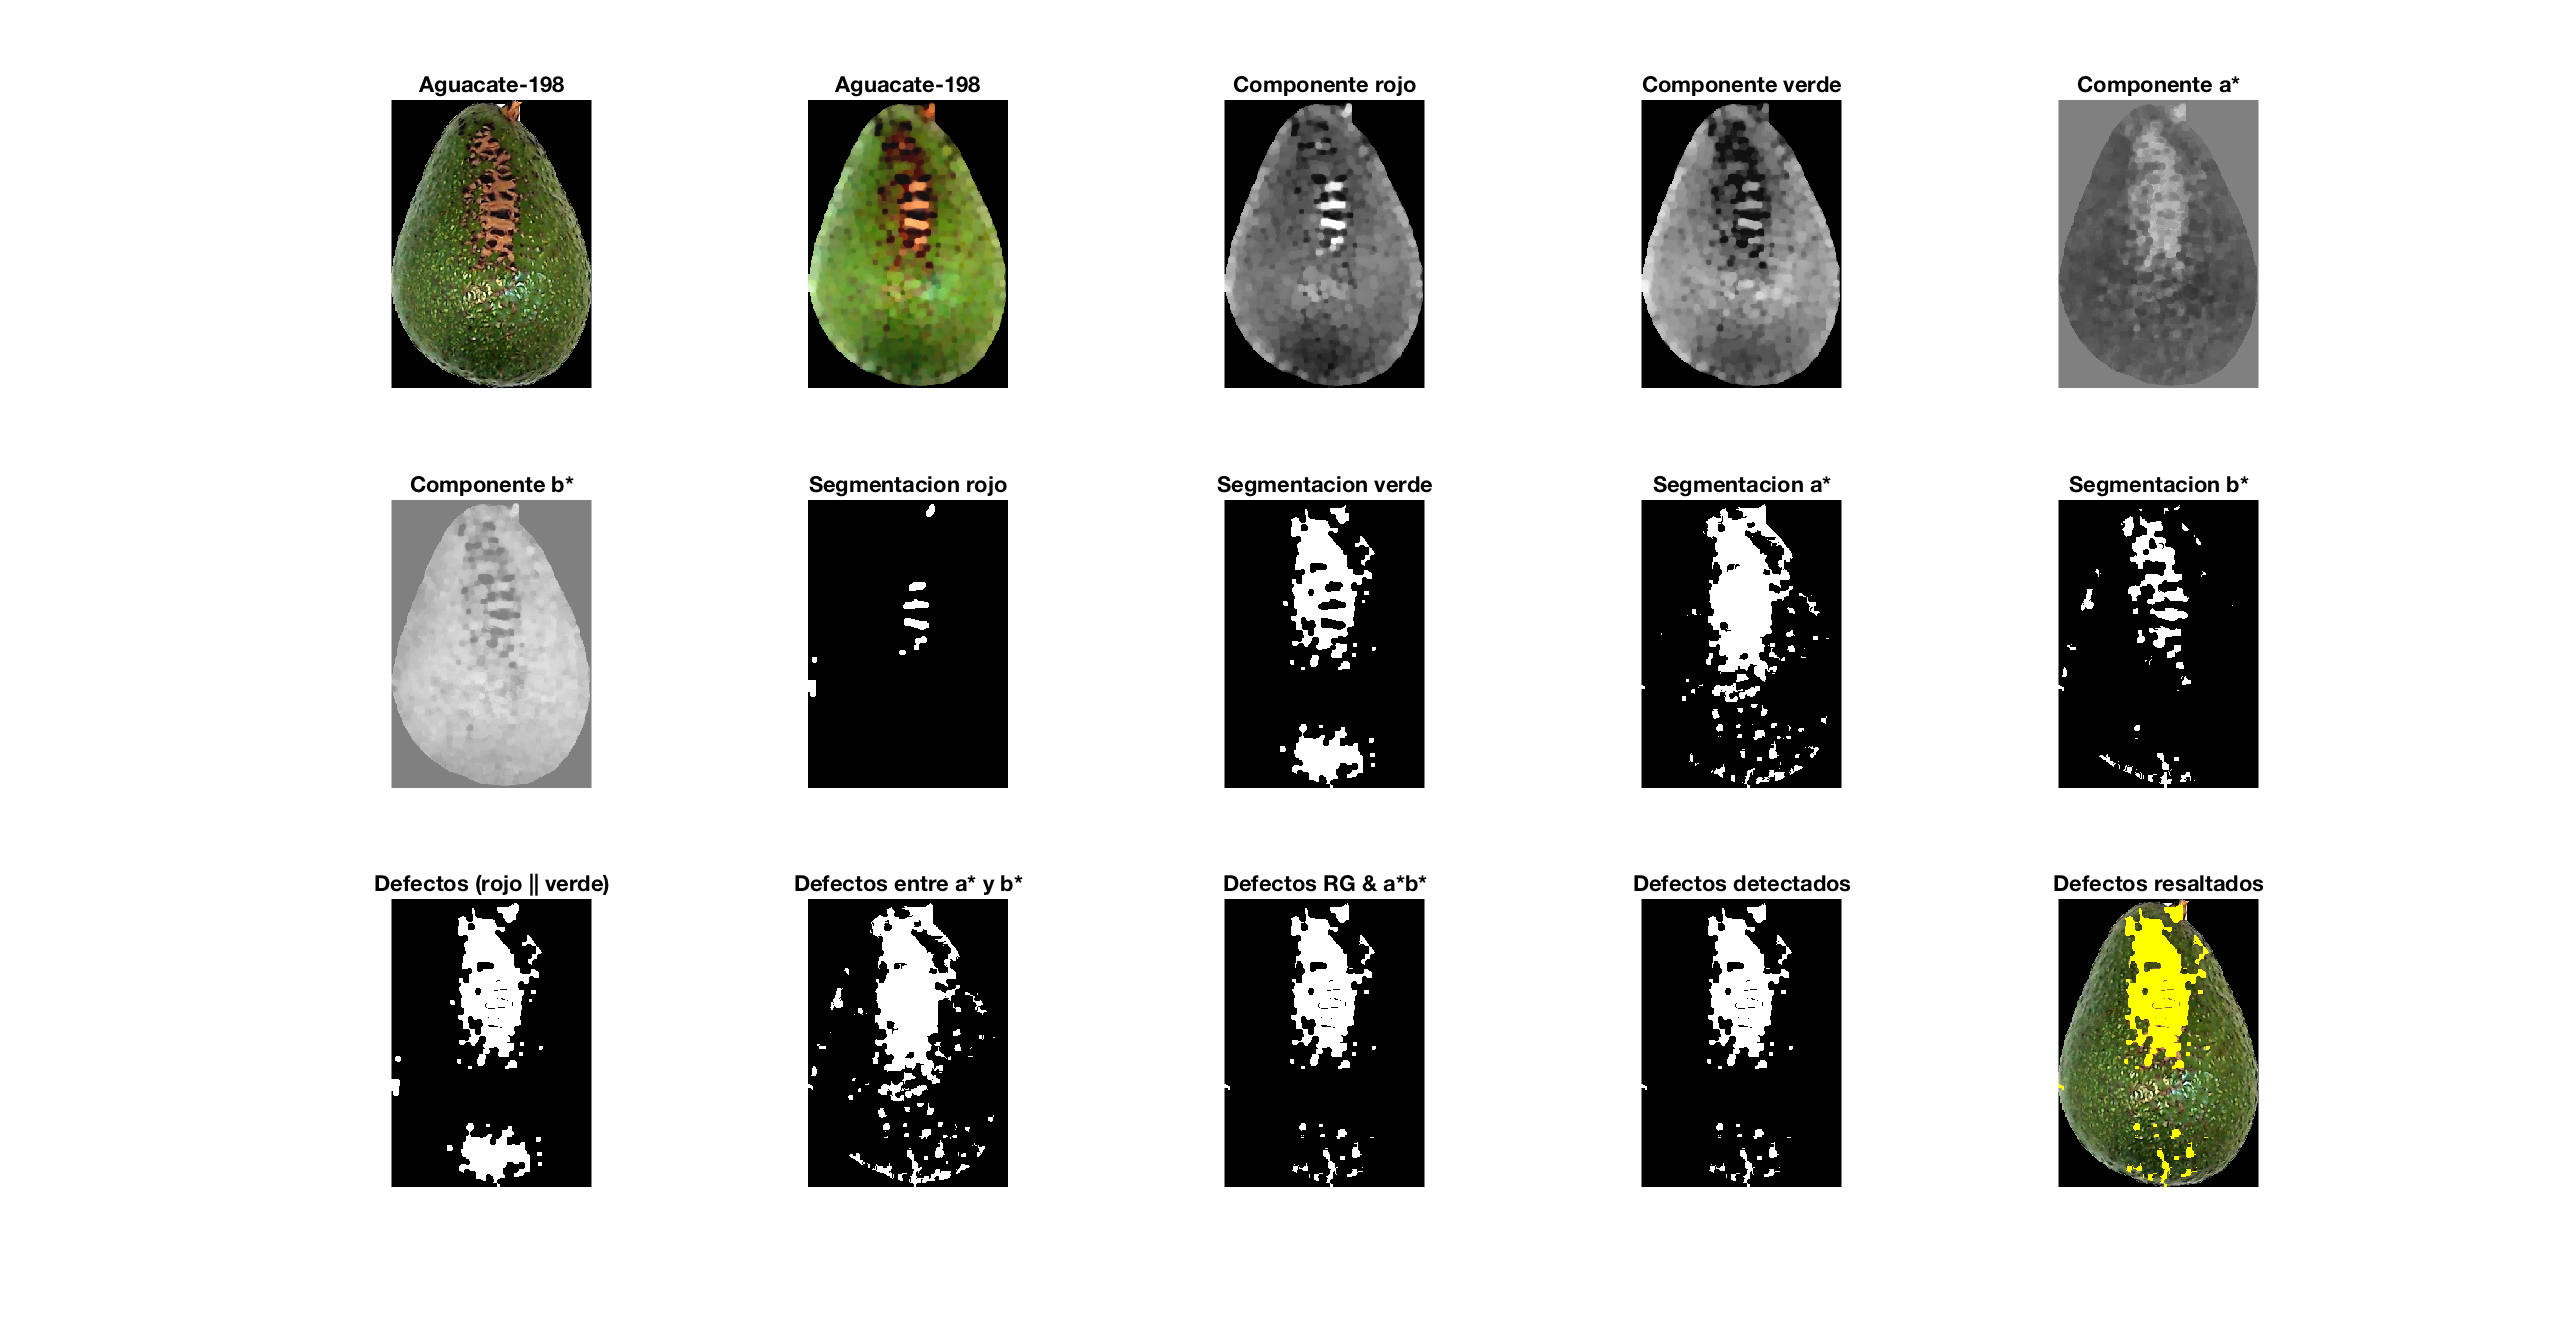 Aguacate-198
Aguacate-198
Componente rojo
Componente verde
Componente a*
Componente b*
Segmentacion rojo
Segmentacion verde
Segmentacion a*
Segmentacion b*
Defectos (rojo || verde)
Defectos entre a* y b*
Defectos RG & a*b*
Defectos detectados
Defectos resaltados